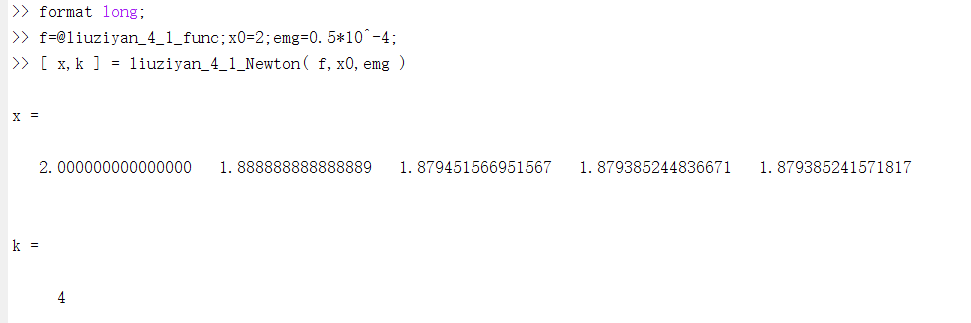 >> format long;
>> f=@liuziyan_4_1_func;x0=2;emg=0.5*10^-4;
>> [ x,k ] = liuziyan_4_1_Newton( f,x0,emg )
x =
2.000000000000000 1.888888888888889 1.879451566951567 1.879385244836671 1.879385241571817
k =
4